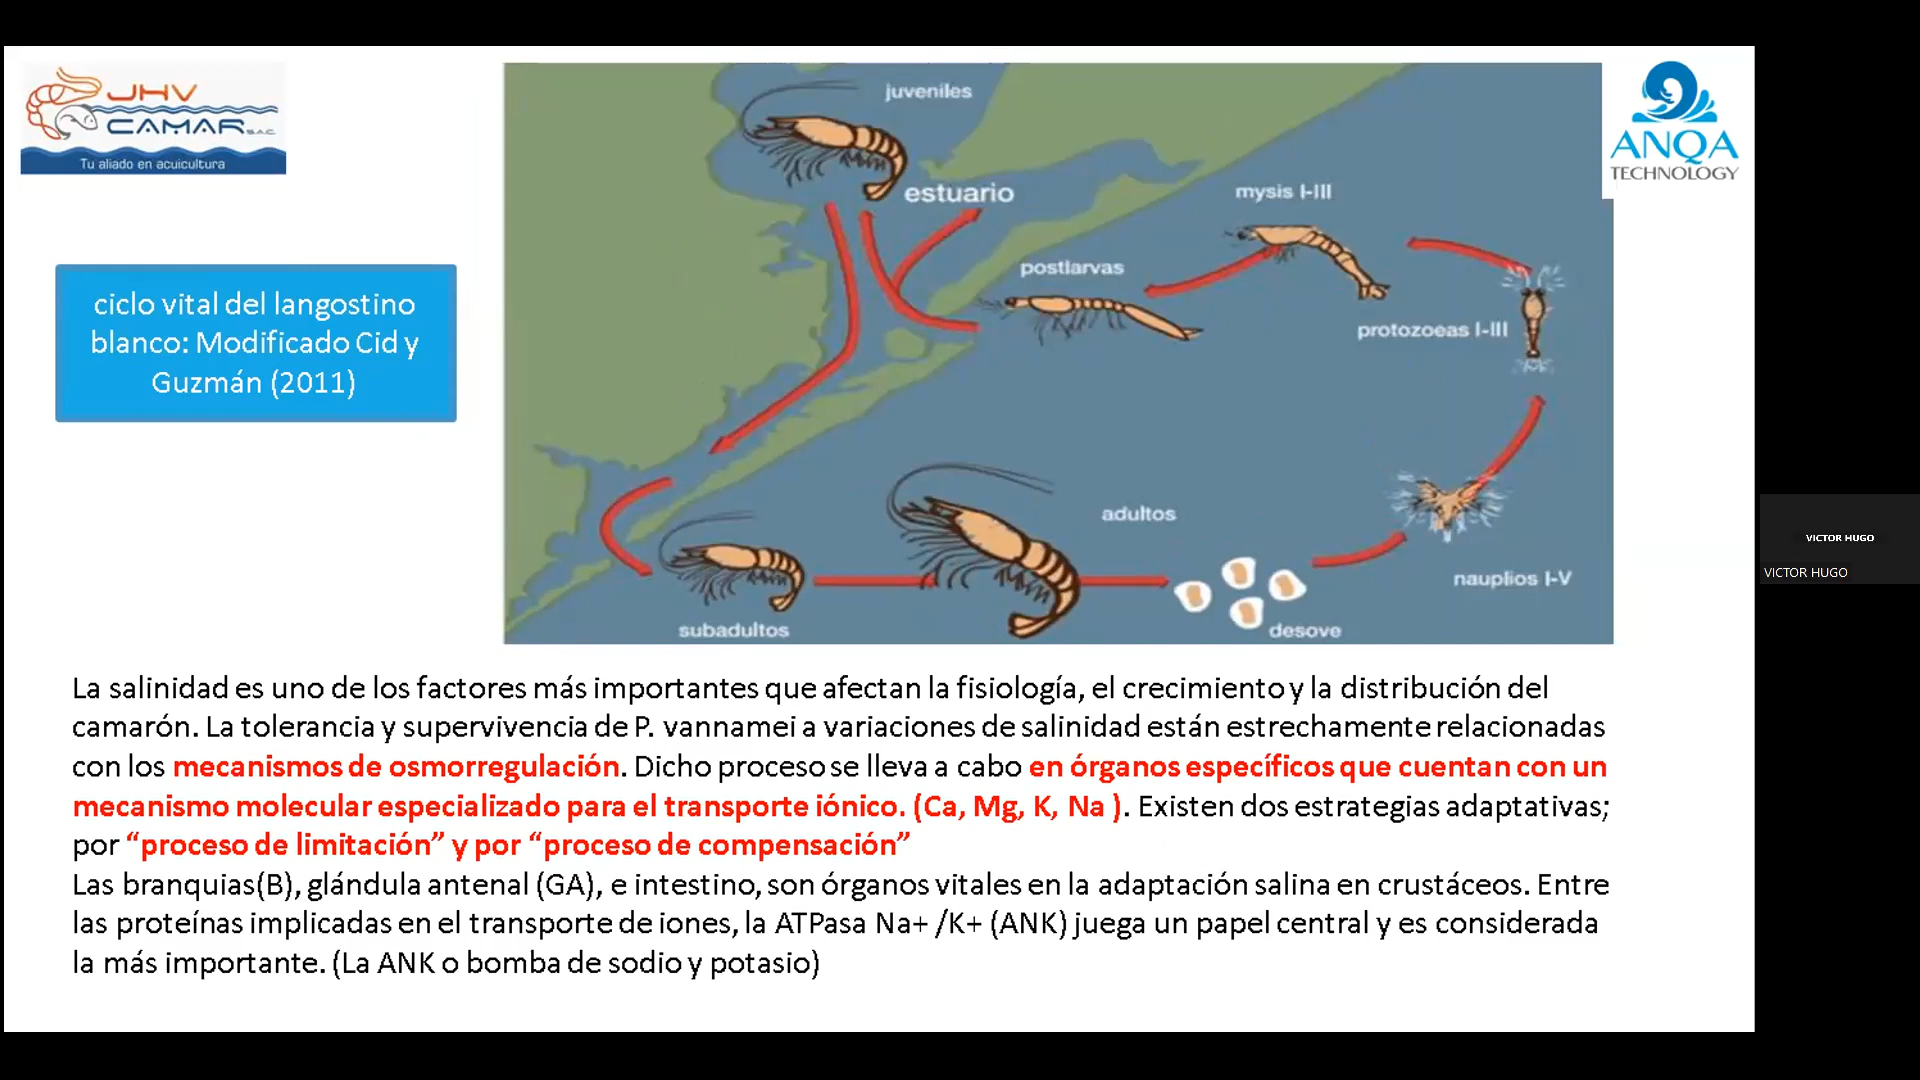 JHV
CAMAR S.A.C.
Tu aliado en acuicultura
ANQA
TECHNOLOGY
juveniles
estuario
mysis I-III
postlarvas
protozoeas I-III
adultos
nauplios I-V
subadultos
desove
ciclo vital del langostino
blanco: Modificado Cid y
Guzmán (2011)
La salinidad es uno de los factores más importantes que afectan la fisiología, el crecimiento y la distribución del
camarón. La tolerancia y supervivencia de P. vannamei a variaciones de salinidad están estrechamente relacionadas
con los mecanismos de osmorregulación. Dicho proceso se lleva a cabo en órganos específicos que cuentan con un
mecanismo molecular especializado para el transporte iónico. (Ca, Mg, K, Na ). Existen dos estrategias adaptativas;
por “proceso de limitación” y por “proceso de compensación”
Las branquias(B), glándula antenal (GA), e intestino, son órganos vitales en la adaptación salina en crustáceos. Entre
las proteínas implicadas en el transporte de iones, la ATPasa Na+ /K+ (ANK) juega un papel central y es considerada
la más importante. (La ANK o bomba de sodio y potasio)
VICTOR HUGO
VICTOR HUGO